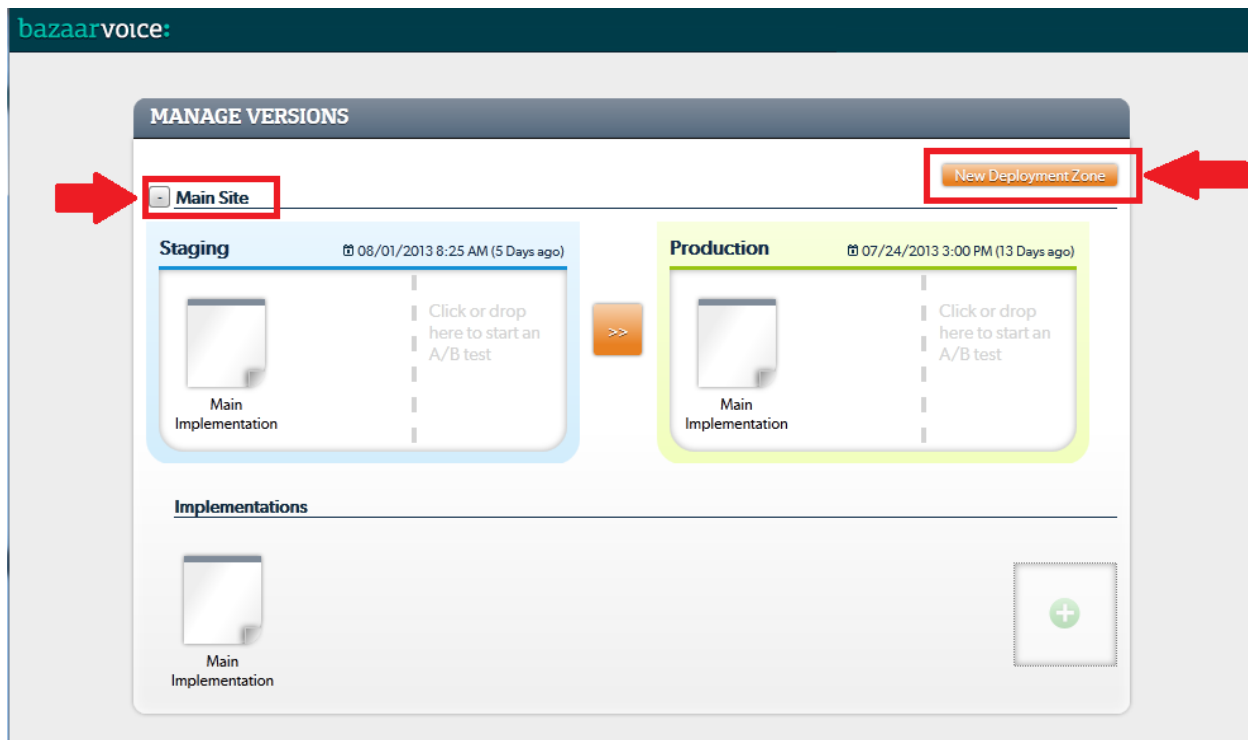 bazaarvoice:
MANAGE VERSIONS
New Deployment Zone
- Main Site
Staging
08/01/2013 8:25 AM (5 Days ago)
Production
07/24/2013 3:00 PM (13 Days ago)
Click or drop
here to start an
A/B test
Main
Implementation
>>
Click or drop
here to start an
A/B test
Main
Implementation
Implementations
Main
Implementation